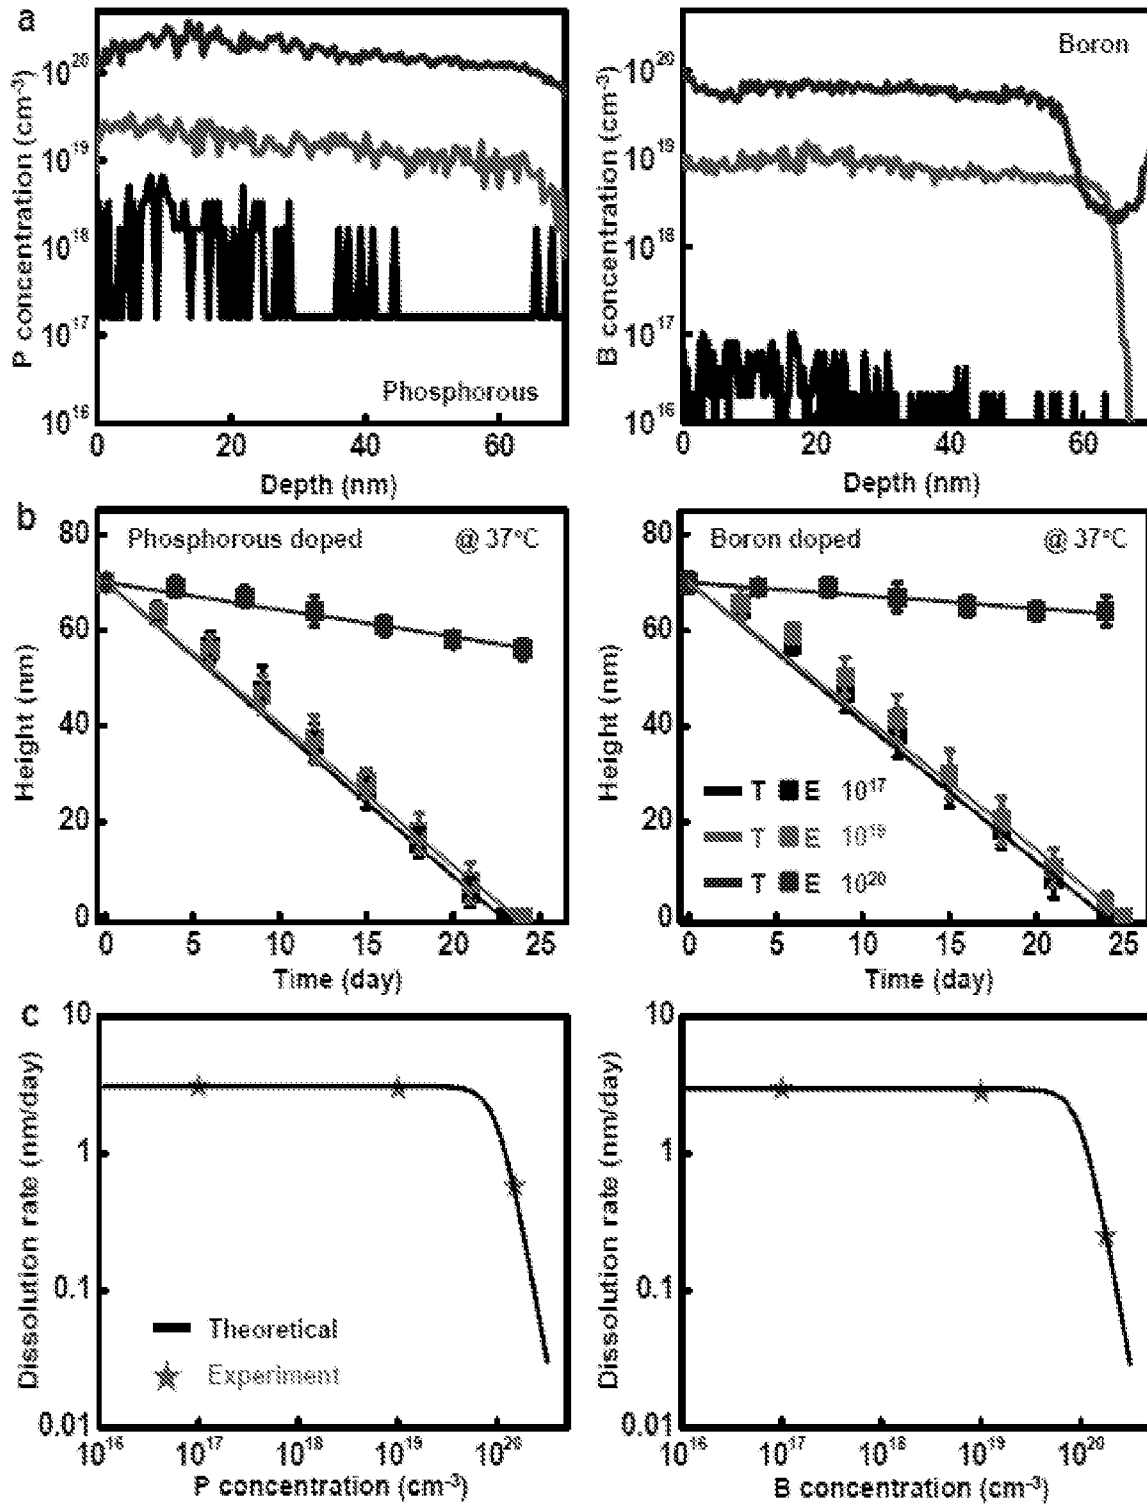 a
P concentration (cm⁻³)
10²⁰
10¹⁹
10¹⁸
10¹⁷
10¹⁶
Phosphorous
0 20 40 60
Depth (nm)
B concentration (cm⁻³)
10²⁰
10¹⁹
10¹⁸
10¹⁷
10¹⁶
Boron
0 20 40 60
Depth (nm)
b
Height (nm)
80
60
40
20
0
Phosphorous doped @ 37°C
0 5 10 15 20 25
Time (day)
Height (nm)
80
60
40
20
0
Boron doped @ 37°C
T E 10¹⁷
T E 10¹⁹
T E 10²⁰
0 5 10 15 20 25
Time (day)
c
Dissolution rate (nm/day)
10
1
0.1
0.01
Theoretical
Experiment
10¹⁶ 10¹⁷ 10¹⁸ 10¹⁹ 10²⁰
P concentration (cm⁻³)
Dissolution rate (nm/day)
10
1
0.1
0.01
10¹⁶ 10¹⁷ 10¹⁸ 10¹⁹ 10²⁰
B concentration (cm⁻³)